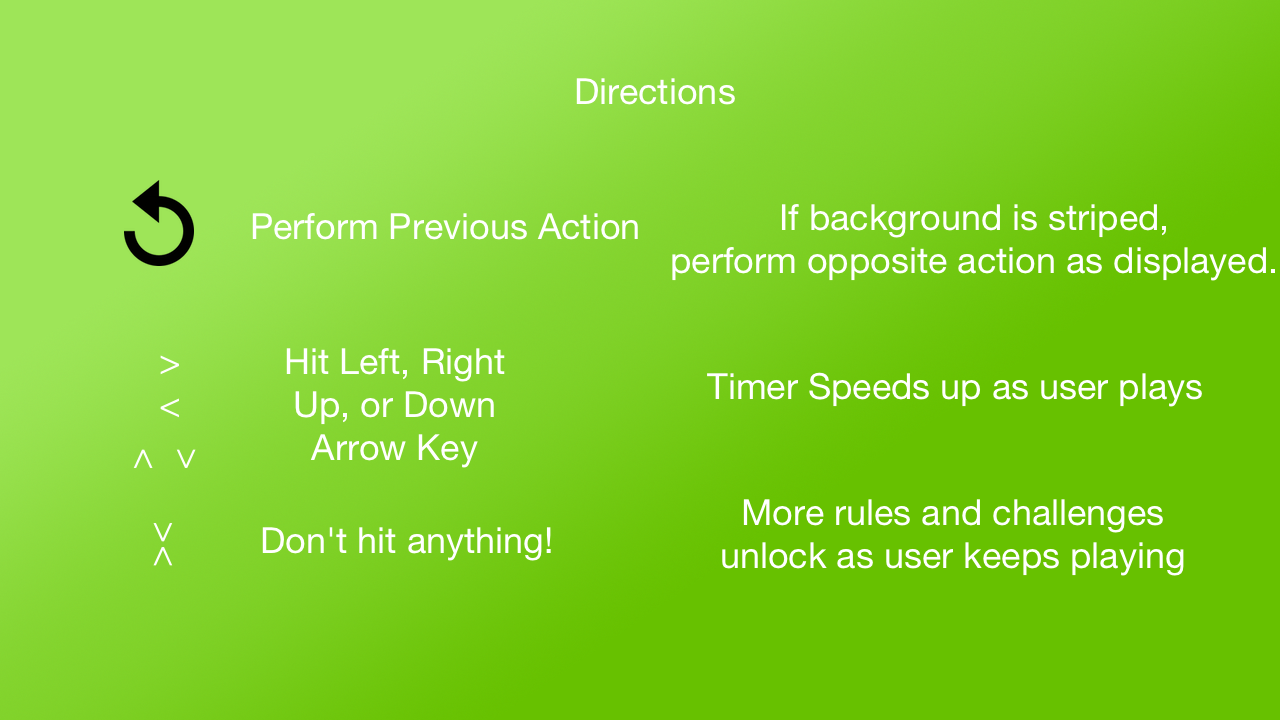 Directions
Perform Previous Action
If background is striped,
perform opposite action as displayed.
>
<
^ v
Hit Left, Right
Up, or Down
Arrow Key
Timer Speeds up as user plays
v
^
Don't hit anything!
More rules and challenges
unlock as user keeps playing